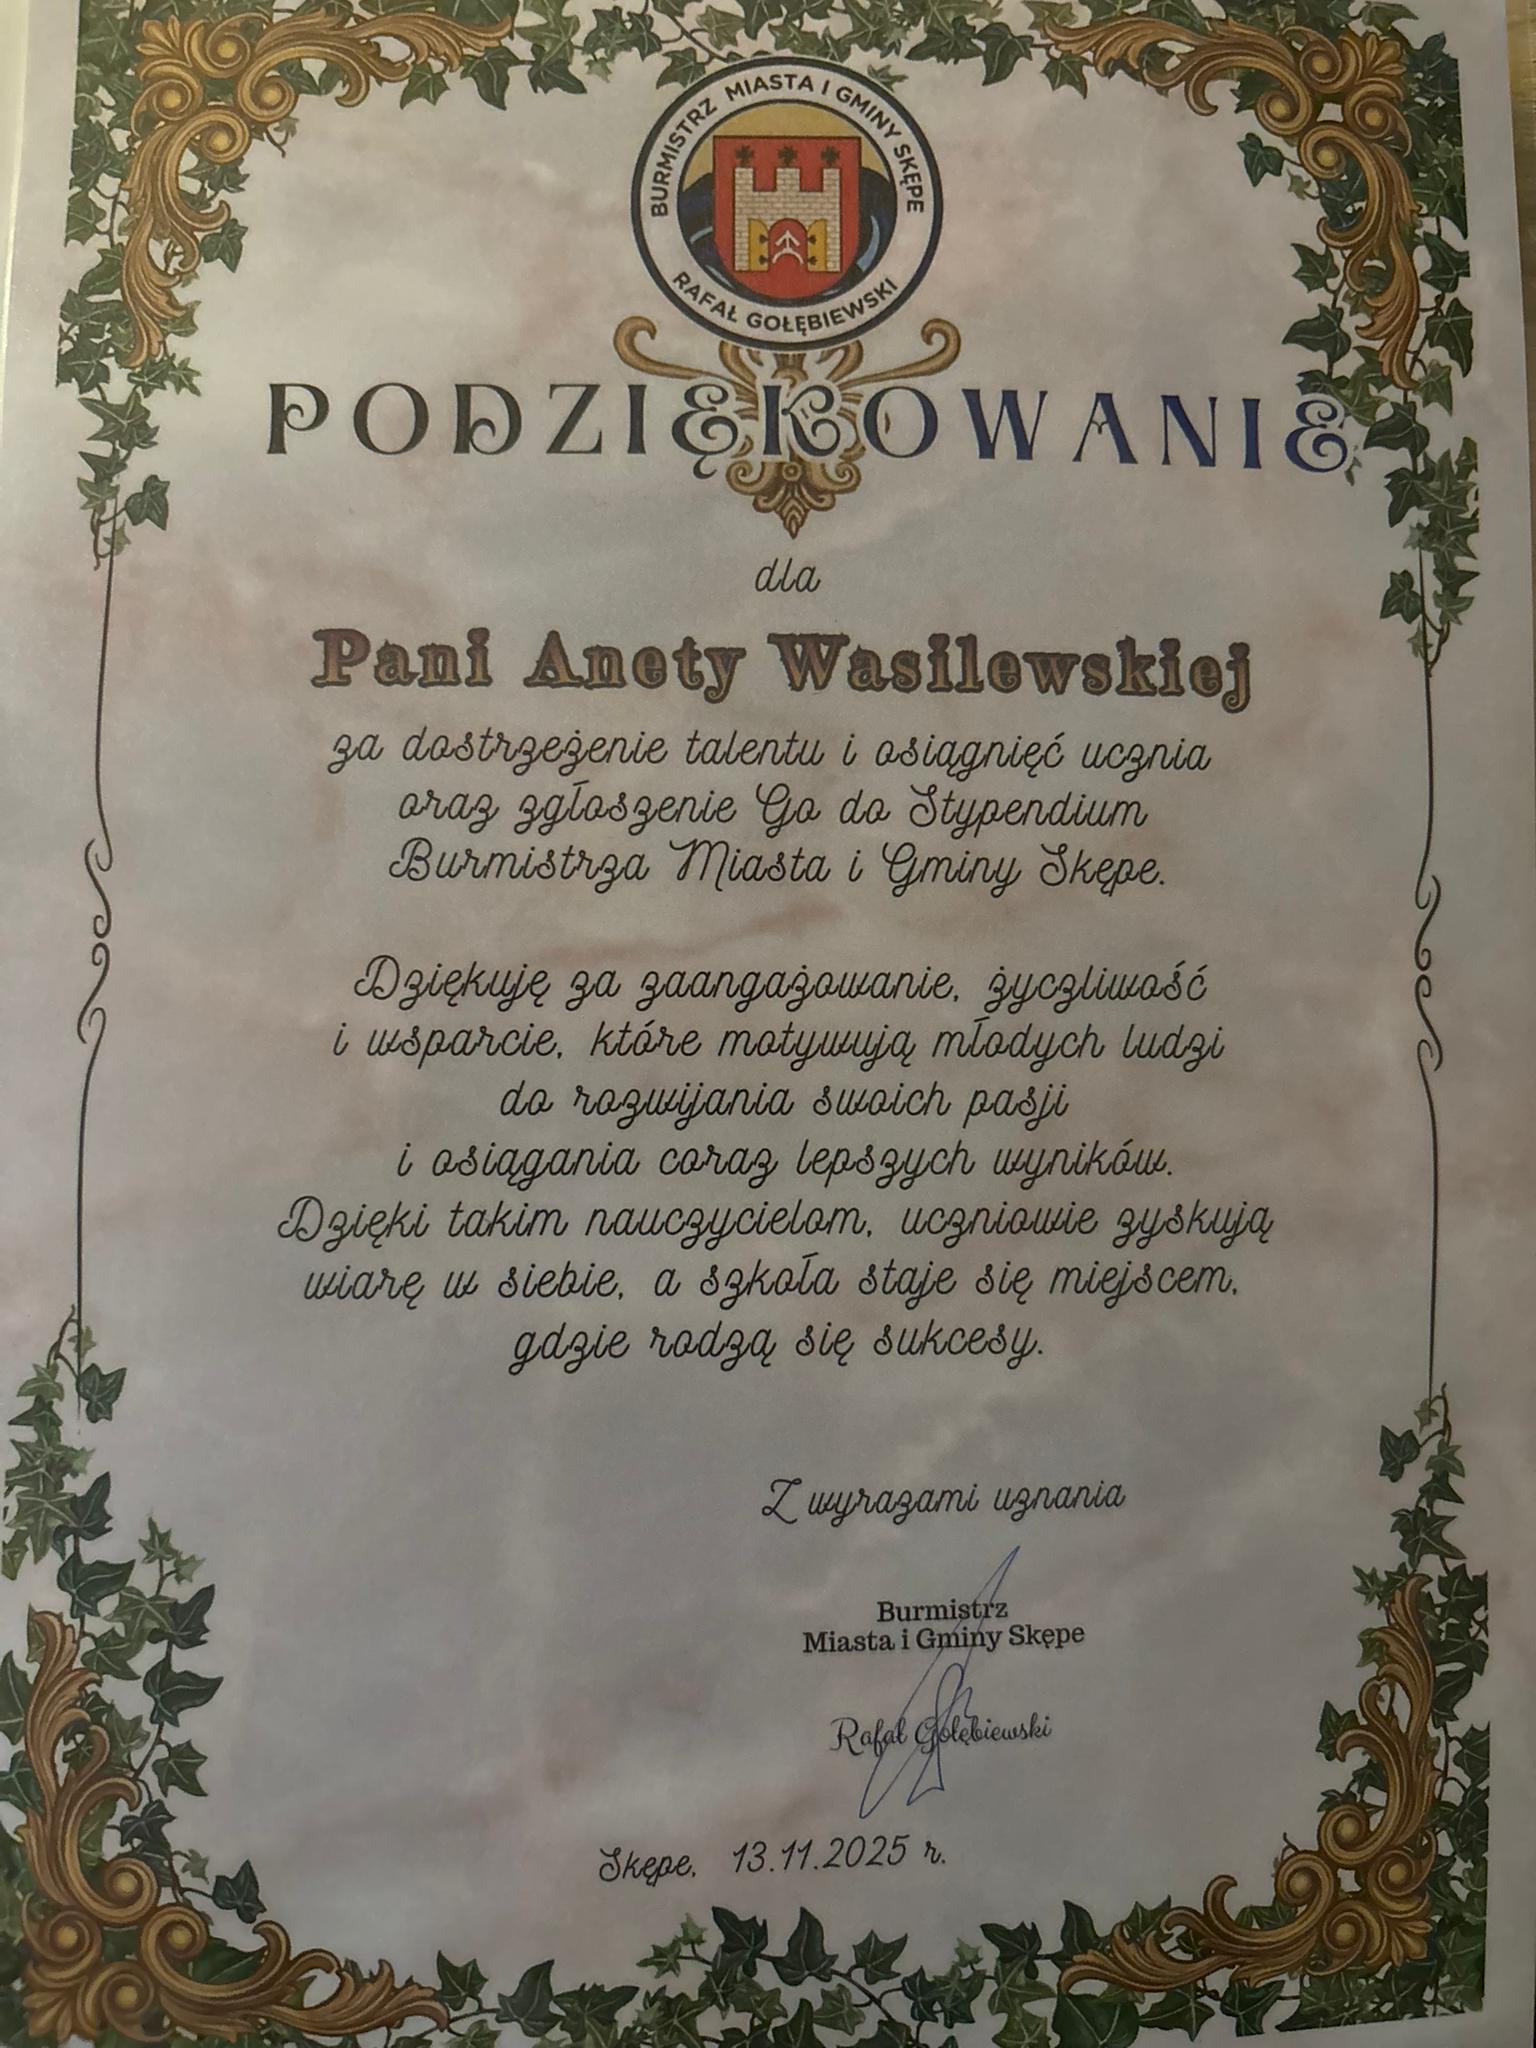 BURMISTRZ MIASTA I GMINY SKĘPE
RAFAŁ GOŁĘBIEWSKI
PODZIĘKOWANIE
dla
Pani Anety Wasilewskiej
za dostrzeżenie talentu i osiągnięć ucznia
oraz zgłoszenie Go do Stypendium
Burmistrza Miasta i Gminy Skępe.
Dziękuję za zaangażowanie, życzliwość
i wsparcie, które motywują młodych ludzi
do rozwijania swoich pasji
i osiągania coraz lepszych wyników.
Dzięki takim nauczycielom, uczniowie zyskują
wiarę w siebie, a szkoła staje się miejscem,
gdzie rodzą się sukcesy.
Z wyrazami uznania
Burmistrz
Miasta i Gminy Skępe
Rafał Gołębiewski
Skępe, 13.11.2025 r.